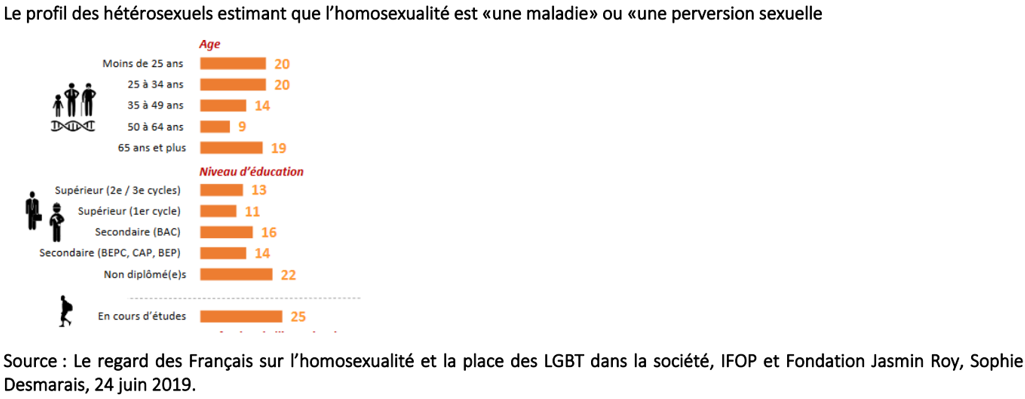 Le profil des hétérosexuels estimant que l’homosexualité est «une maladie» ou «une perversion sexuelle
Age
Moins de 25 ans 20
25 à 34 ans 20
35 à 49 ans 14
50 à 64 ans 9
65 ans et plus 19
Niveau d’éducation
Supérieur (2e / 3e cycles) 13
Supérieur (1er cycle) 11
Secondaire (BAC) 16
Secondaire (BEPC, CAP, BEP) 14
Non diplômé(e)s 22
En cours d’études 25
Source : Le regard des Français sur l’homosexualité et la place des LGBT dans la société, IFOP et Fondation Jasmin Roy, Sophie
Desmarais, 24 juin 2019.